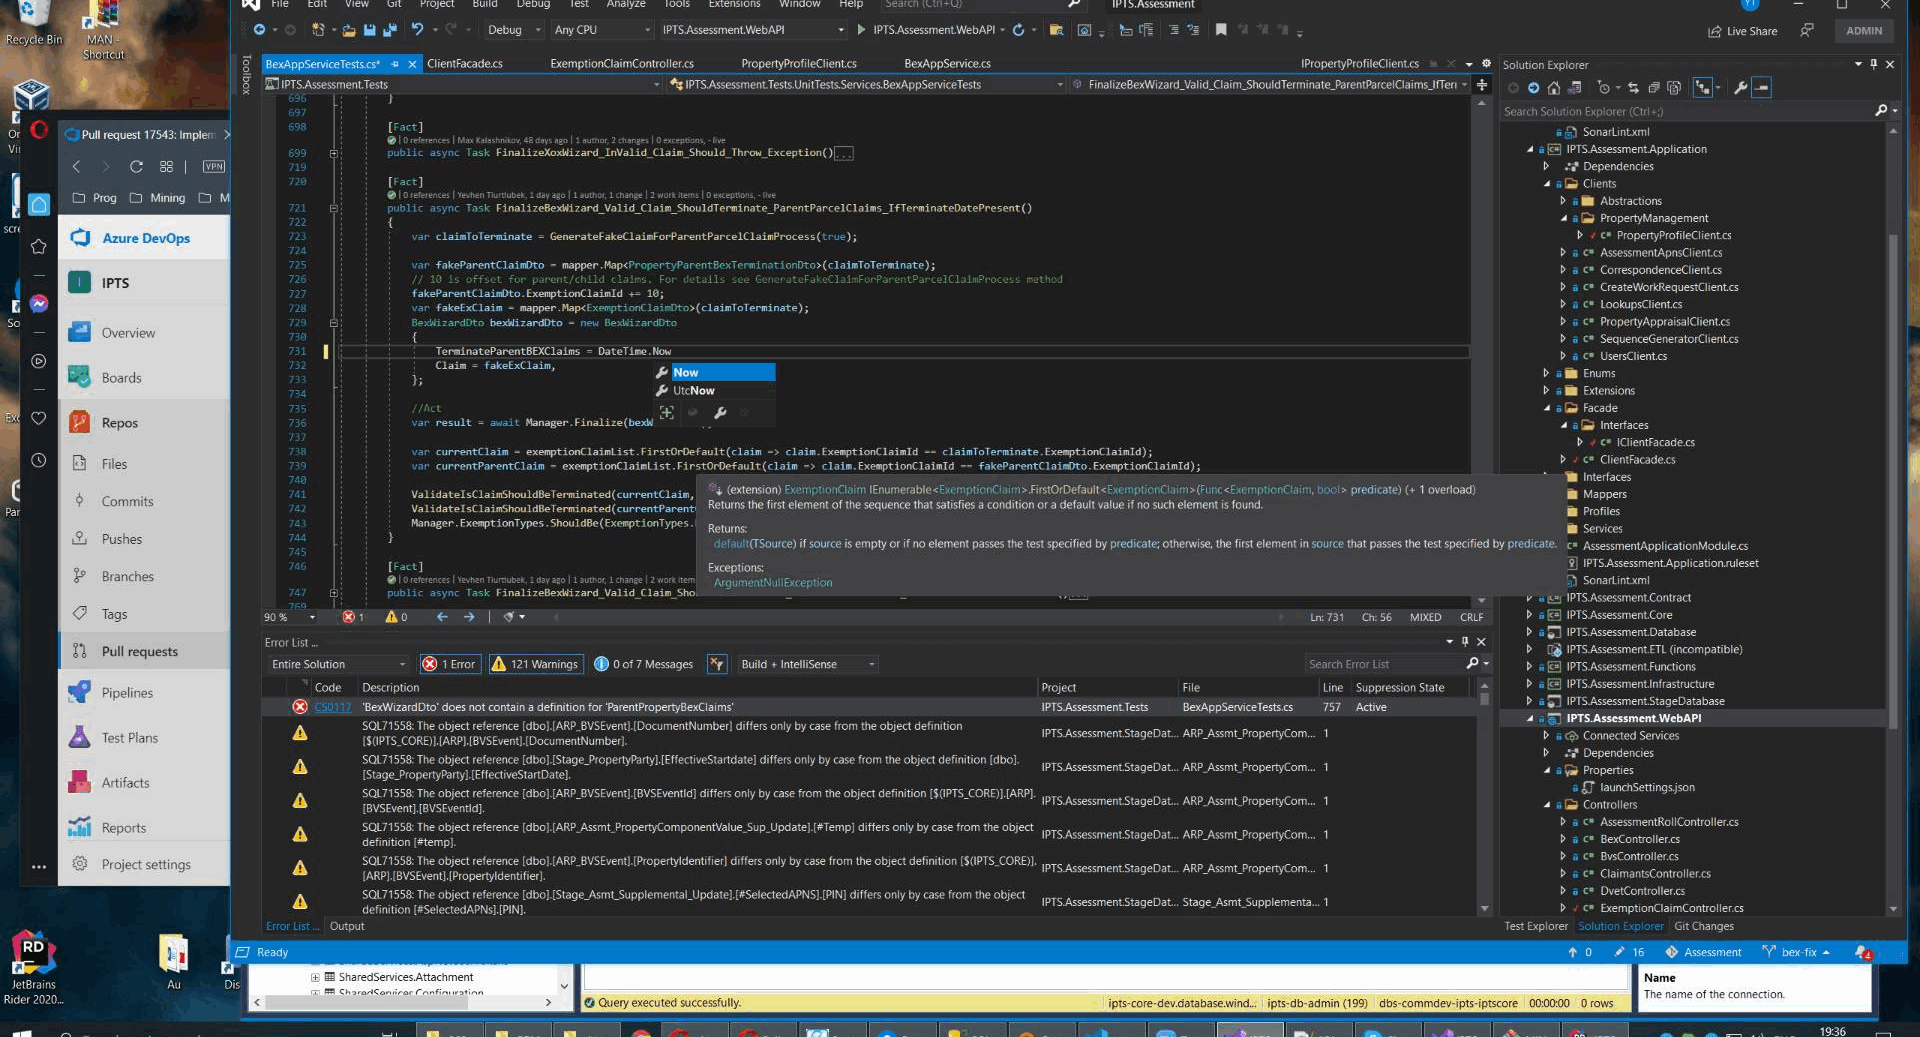 File Edit View Git Project Build Debug Test Analyze Tools Extensions Window Help Search (Ctrl+Q) IPTS.Assessment YT
Recycle Bin
MAN - Shortcut
Debug Any CPU IPTS.Assessment.WebAPI IPTS.Assessment.WebAPI Live Share ADMIN
Toolbox
BexAppServiceTests.cs* ClientFacade.cs ExemptionClaimController.cs PropertyProfileClient.cs BexAppService.cs IPropertyProfileClient.cs
IPTS.Assessment.Tests IPTS.Assessment.Tests.UnitTests.Services.BexAppServiceTests FinalizeBexWizard_Valid_Claim_ShouldTerminate_ParentParcelClaims_IfTeri
696 }
697
698 [Fact]
0 references | Max Kalashnikov, 48 days ago | 1 author, 2 changes | 0 exceptions, - live
699 public async Task FinalizeXoxWizard_InValid_Claim_Should_Throw_Exception()...
719
720 [Fact]
0 references | Yevhen Tiurtiubek, 1 day ago | 1 author, 1 change | 2 work items | 0 exceptions, - live
721 public async Task FinalizeBexWizard_Valid_Claim_ShouldTerminate_ParentParcelClaims_IfTerminateDatePresent()
722 {
723 var claimToTerminate = GenerateFakeClaimForParentParcelClaimProcess(true);
724
725 var fakeParentClaimDto = mapper.Map<PropertyParentBexTerminationDto>(claimToTerminate);
726 // 10 is offset for parent/child claims. For details see GenerateFakeClaimForParentParcelClaimProcess method
727 fakeParentClaimDto.ExemptionClaimId += 10;
728 var fakeExClaim = mapper.Map<ExemptionClaimDto>(claimToTerminate);
729 BexWizardDto bexWizardDto = new BexWizardDto
730 {
731 TerminateParentBEXClaims = DateTime.Now
732 Claim = fakeExClaim,
733 };
734
735 //Act
736 var result = await Manager.Finalize(bexW
737
738 var currentClaim = exemptionClaimList.FirstOrDefault(claim => claim.ExemptionClaimId == claimToTerminate.ExemptionClaimId);
739 var currentParentClaim = exemptionClaimList.FirstOrDefault(claim => claim.ExemptionClaimId == fakeParentClaimDto.ExemptionClaimId);
740
741 ValidateIsClaimShouldBeTerminated(currentClaim,
742 ValidateIsClaimShouldBeTerminated(currentParent
743 Manager.ExemptionTypes.ShouldBe(ExemptionTypes.
744 }
745
746 [Fact]
0 references | Yevhen Tiurtiubek, 1 day ago | 1 author, 1 change | 2 work item
747 public async Task FinalizeBexWizard_Valid_Claim_Sho
769
Now
UtcNow
(extension) ExemptionClaim IEnumerable<ExemptionClaim>.FirstOrDefault<ExemptionClaim>(Func<ExemptionClaim, bool> predicate) (+ 1 overload)
Returns the first element of the sequence that satisfies a condition or a default value if no such element is found.
Returns:
default(TSource) if source is empty or if no element passes the test specified by predicate; otherwise, the first element in source that passes the test specified by predicate.
Exceptions:
ArgumentNullException
90 % 1 0 Ln: 731 Ch: 56 MIXED CRLF
Error List ...
Entire Solution 1 Error 121 Warnings 0 of 7 Messages Build + IntelliSense Search Error List
Code Description Project File Line Suppression State
CS0117 'BexWizardDto' does not contain a definition for 'ParentPropertyBexClaims' IPTS.Assessment.Tests BexAppServiceTests.cs 757 Active
SQL71558: The object reference [dbo].[ARP_BVSEvent].[DocumentNumber] differs only by case from the object definition
[$(IPTS_CORE)].[ARP].[BVSEvent].[DocumentNumber]. IPTS.Assessment.StageDat... ARP_Assmt_PropertyCom... 1
SQL71558: The object reference [dbo].[Stage_PropertyParty].[EffectiveStartdate] differs only by case from the object definition [dbo].
[Stage_PropertyParty].[EffectiveStartDate]. IPTS.Assessment.StageDat... ARP_Assmt_PropertyCom... 1
SQL71558: The object reference [dbo].[ARP_BVSEvent].[BVSEventId] differs only by case from the object definition [$(IPTS_CORE)].[ARP].
[BVSEvent].[BVSEventId]. IPTS.Assessment.StageDat... ARP_Assmt_PropertyCom... 1
SQL71558: The object reference [dbo].[ARP_Assmt_PropertyComponentValue_Sup_Update].[#Temp] differs only by case from the object
definition [#temp]. IPTS.Assessment.StageDat... ARP_Assmt_PropertyCom... 1
SQL71558: The object reference [dbo].[ARP_BVSEvent].[PropertyIdentifier] differs only by case from the object definition [$(IPTS_CORE)].
[ARP].[BVSEvent].[PropertyIdentifier]. IPTS.Assessment.StageDat... ARP_Assmt_PropertyCom... 1
SQL71558: The object reference [dbo].[Stage_Asmt_Supplemental_Update].[#SelectedAPNS].[PIN] differs only by case from the object
definition [#SelectedAPNs].[PIN]. IPTS.Assessment.StageDat... Stage_Asmt_Supplementa... 1
Error List ... Output
Ready 0 16 Assessment bex-fix 4
Solution Explorer
Search Solution Explorer (Ctrl+;)
SonarLint.xml
IPTS.Assessment.Application
Dependencies
Clients
Abstractions
PropertyManagement
PropertyProfileClient.cs
AssessmentApnsClient.cs
CorrespondenceClient.cs
CreateWorkRequestClient.cs
LookupsClient.cs
PropertyAppraisalClient.cs
SequenceGeneratorClient.cs
UsersClient.cs
Enums
Extensions
Facade
Interfaces
IClientFacade.cs
ClientFacade.cs
Interfaces
Mappers
Profiles
Services
AssessmentApplicationModule.cs
IPTS.Assessment.Application.ruleset
SonarLint.xml
IPTS.Assessment.Contract
IPTS.Assessment.Core
IPTS.Assessment.Database
IPTS.Assessment.ETL (incompatible)
IPTS.Assessment.Functions
IPTS.Assessment.Infrastructure
IPTS.Assessment.StageDatabase
IPTS.Assessment.WebAPI
Connected Services
Dependencies
Properties
launchSettings.json
Controllers
AssessmentRollController.cs
BexController.cs
BvsController.cs
ClaimantsController.cs
DvetController.cs
ExemptionClaimController.cs
Test Explorer Solution Explorer Git Changes
Pull request 17543: Implem
VPN
Prog Mining M
Azure DevOps
I IPTS
Overview
Boards
Repos
Files
Commits
Pushes
Branches
Tags
Pull requests
Pipelines
Test Plans
Artifacts
Reports
Project settings
RD
JetBrains
Rider 2020...
Au
Dis
SharedServices.Attachment
SharedServices.Configuration
Query executed successfully. ipts-core-dev.database.wind... ipts-db-admin (199) dbs-commdev-ipts-iptscore 00:00:00 0 rows
Name
The name of the connection.
19:36